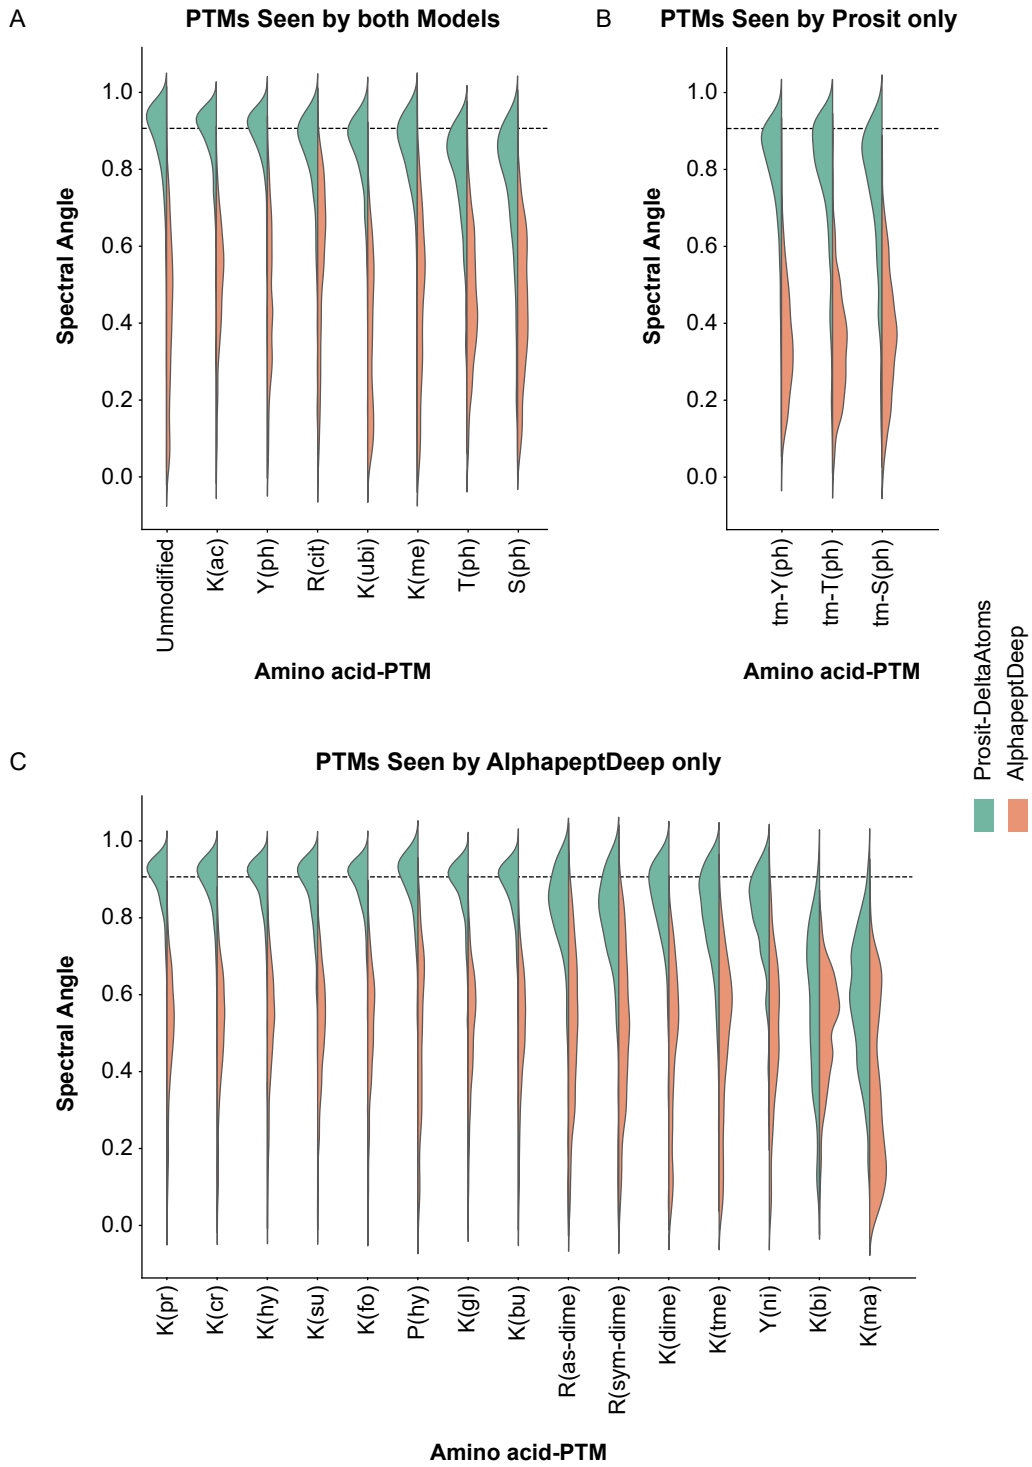 A
PTMs Seen by both Models
1.0
0.8
0.6
0.4
0.2
0.0
Spectral Angle
Unmodified
K(ac)
Y(ph)
R(cit)
K(ubi)
K(me)
T(ph)
S(ph)
Amino acid-PTM
B
PTMs Seen by Prosit only
1.0
0.8
0.6
0.4
0.2
0.0
Spectral Angle
tm-Y(ph)
tm-T(ph)
tm-S(ph)
Amino acid-PTM
Prosit-DeltaAtoms
AlphapeptDeep
C
PTMs Seen by AlphapeptDeep only
1.0
0.8
0.6
0.4
0.2
0.0
Spectral Angle
K(pr)
K(cr)
K(hy)
K(su)
K(fo)
P(hy)
K(gl)
K(bu)
R(as-dime)
R(sym-dime)
K(dime)
K(tme)
Y(ni)
K(bi)
K(ma)
Amino acid-PTM